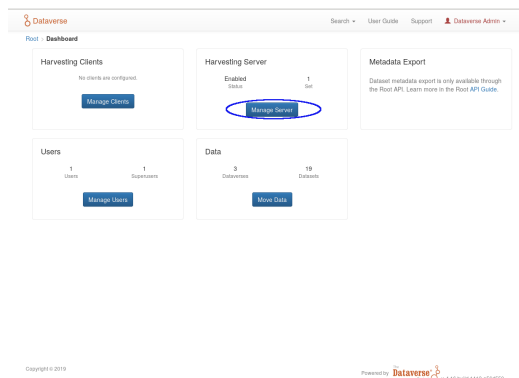 Dataverse
Search
User Guide
Support
Dataverse Admin
Root / Dashboard
Harvesting Clients
No clients are configured.
Manage Clients
Harvesting Server
Enabled
Status
1
Set
Manage Server
Metadata Export
Dataset metadata export is only available through
the Root API. Learn more in the Root API Guide.
Users
1
Users
1
Superusers
Manage Users
Data
3
Dataverses
19
Datasets
Move Data
Copyright © 2019
Powered by
The
Dataverse